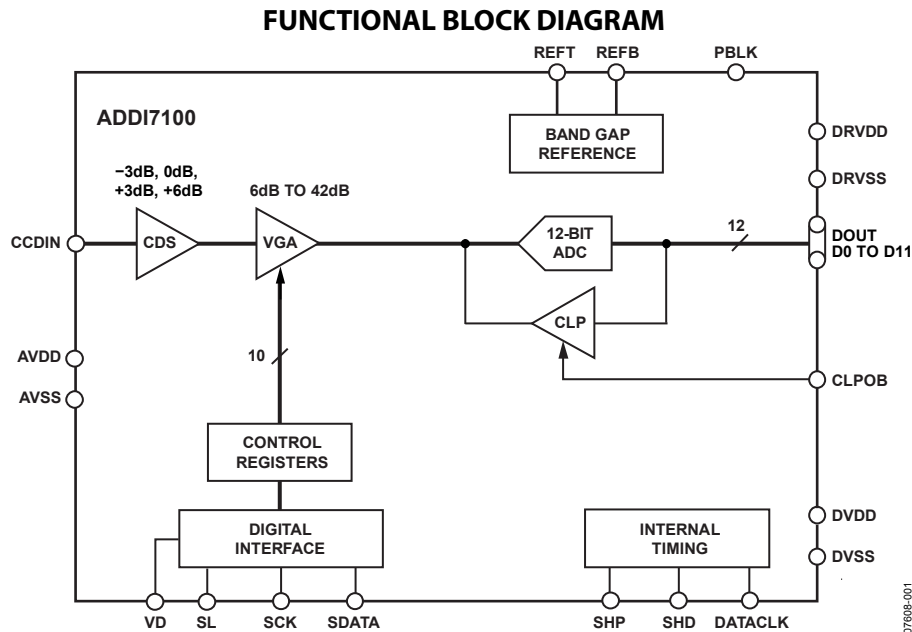 FUNCTIONAL BLOCK DIAGRAM
REFT
REFB
PBLK
ADDI7100
BAND GAP
REFERENCE
DRVDD
DRVSS
−3dB, 0dB,
+3dB, +6dB
6dB TO 42dB
CCDIN
CDS
VGA
12-BIT
ADC
12
DOUT
D0 TO D11
CLP
10
AVDD
AVSS
CLPOB
CONTROL
REGISTERS
DIGITAL
INTERFACE
INTERNAL
TIMING
DVDD
DVSS
VD
SL
SCK
SDATA
SHP
SHD
DATACLK
07608-001